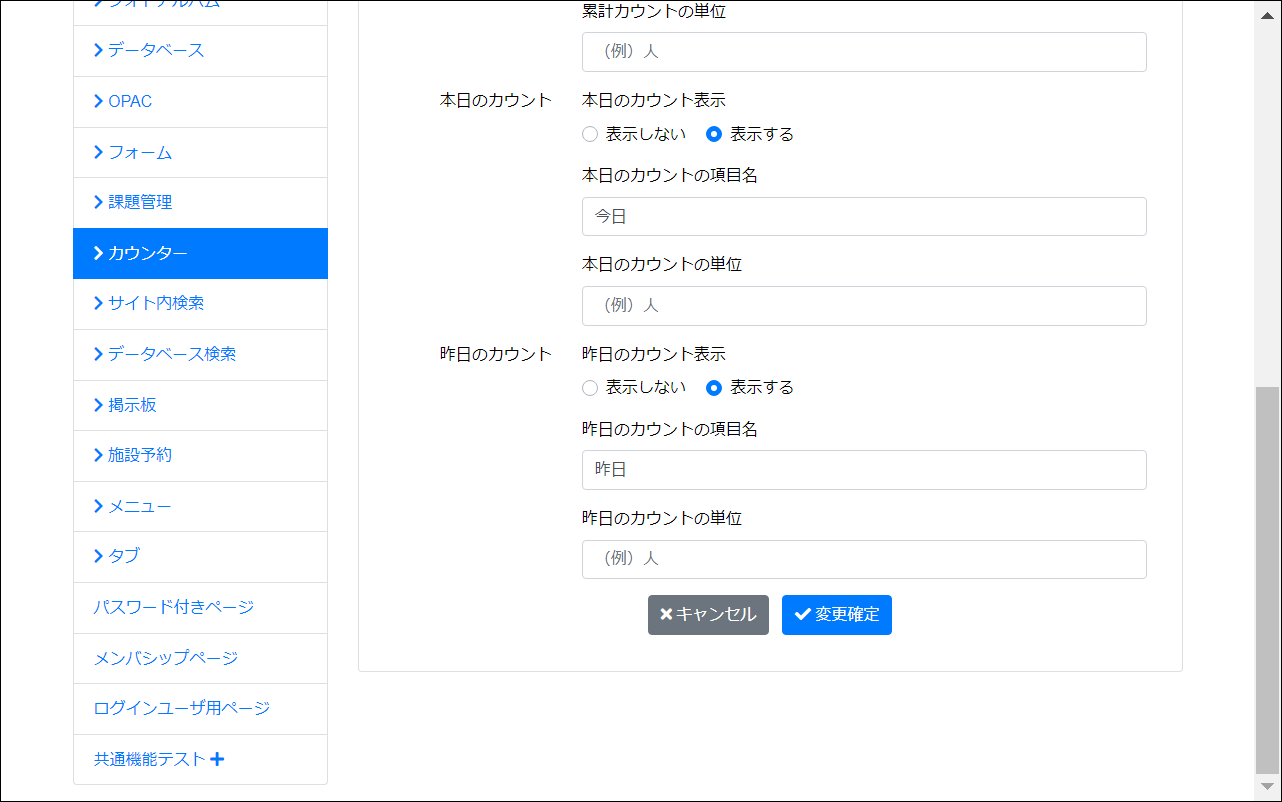 データベース
OPAC
フォーム
課題管理
カウンター
サイト内検索
データベース検索
掲示板
施設予約
メニュー
タブ
パスワード付きページ
メンバシップページ
ログインユーザ用ページ
共通機能テスト
累計カウントの単位
（例）人
本日のカウント
本日のカウント表示
表示しない 表示する
本日のカウントの項目名
今日
本日のカウントの単位
（例）人
昨日のカウント
昨日のカウント表示
表示しない 表示する
昨日のカウントの項目名
昨日
昨日のカウントの単位
（例）人
キャンセル 変更確定